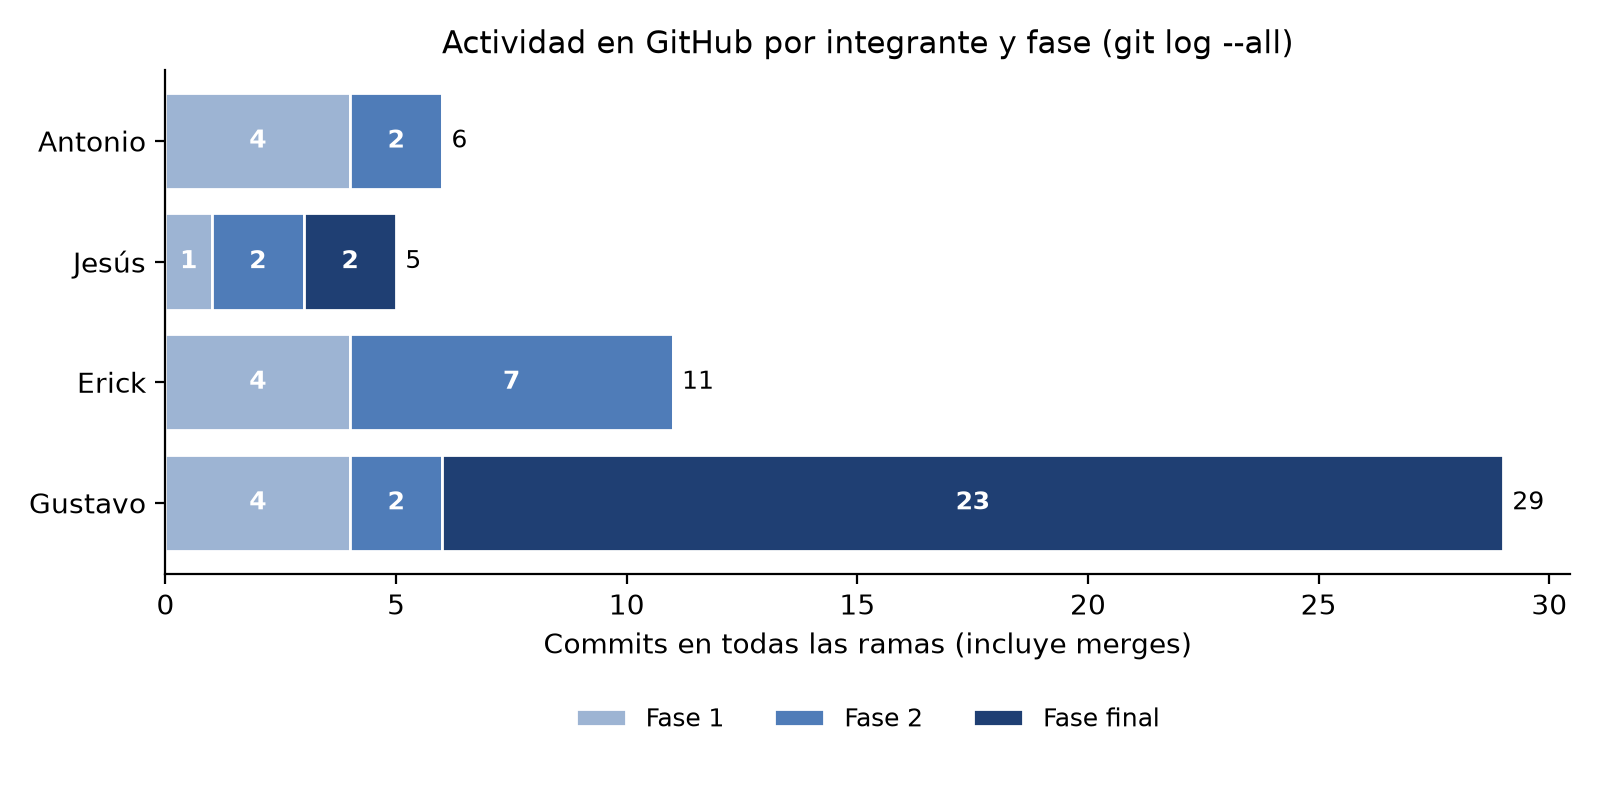 Actividad en GitHub por integrante y fase (git log --all)
Antonio 4 2 6
Jesús 1 2 2 5
Erick 4 7 11
Gustavo 4 2 23 29
0 5 10 15 20 25 30
Commits en todas las ramas (incluye merges)
Fase 1 Fase 2 Fase final